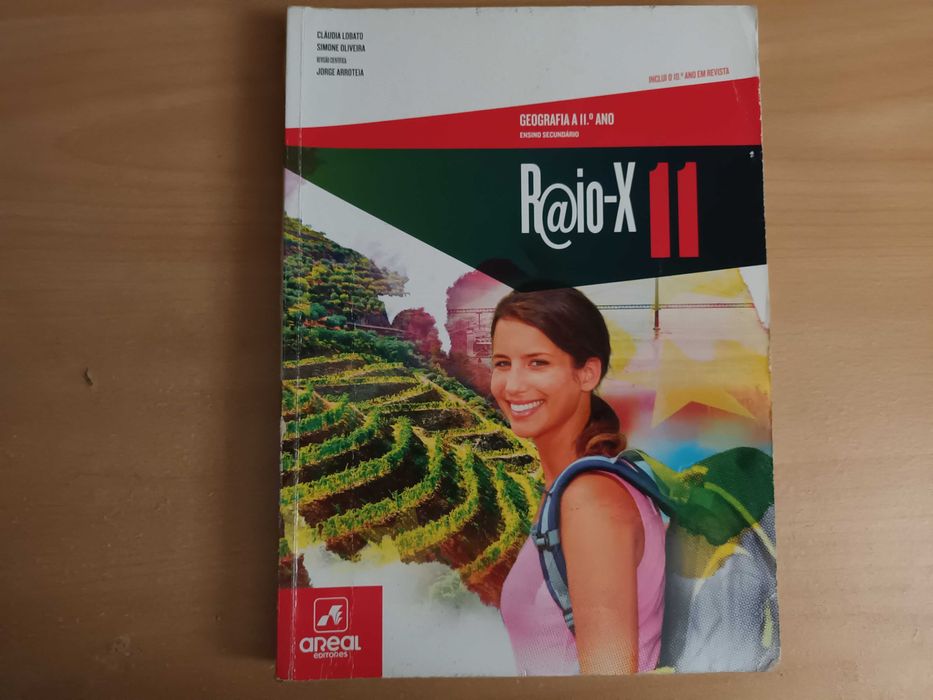 CLÁUDIA LOBATO
SIMONE OLIVEIRA
REVISÃO CIENTÍFICA
JORGE ARROTEIA
INCLUI O 10.º ANO EM REVISTA
GEOGRAFIA A 11.º ANO
ENSINO SECUNDÁRIO
R@io-X 11
aREaL
EDITORES